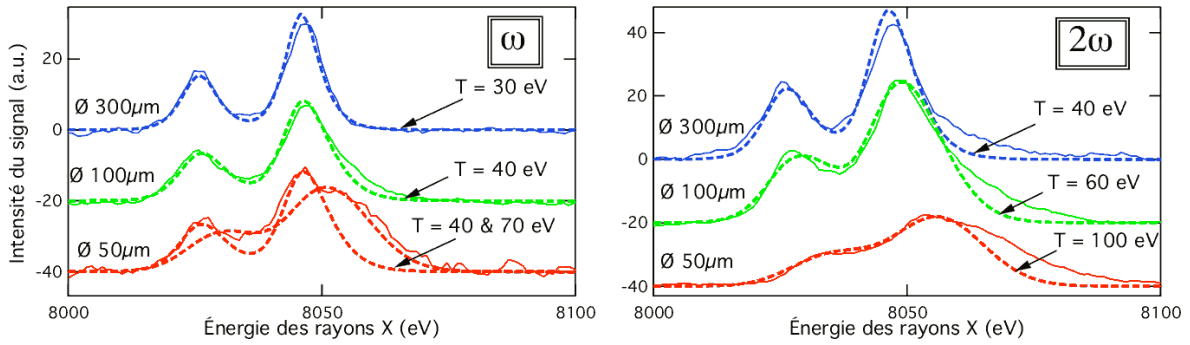 Intensité du signal (a.u.)
20
0
-20
-40
ω
Ø 300µm
T = 30 eV
Ø 100µm
T = 40 eV
Ø 50µm
T = 40 & 70 eV
8000
8050
8100
Énergie des rayons X (eV)
40
20
0
-20
-40
2ω
Ø 300µm
T = 40 eV
Ø 100µm
T = 60 eV
Ø 50µm
T = 100 eV
8000
8050
8100
Énergie des rayons X (eV)